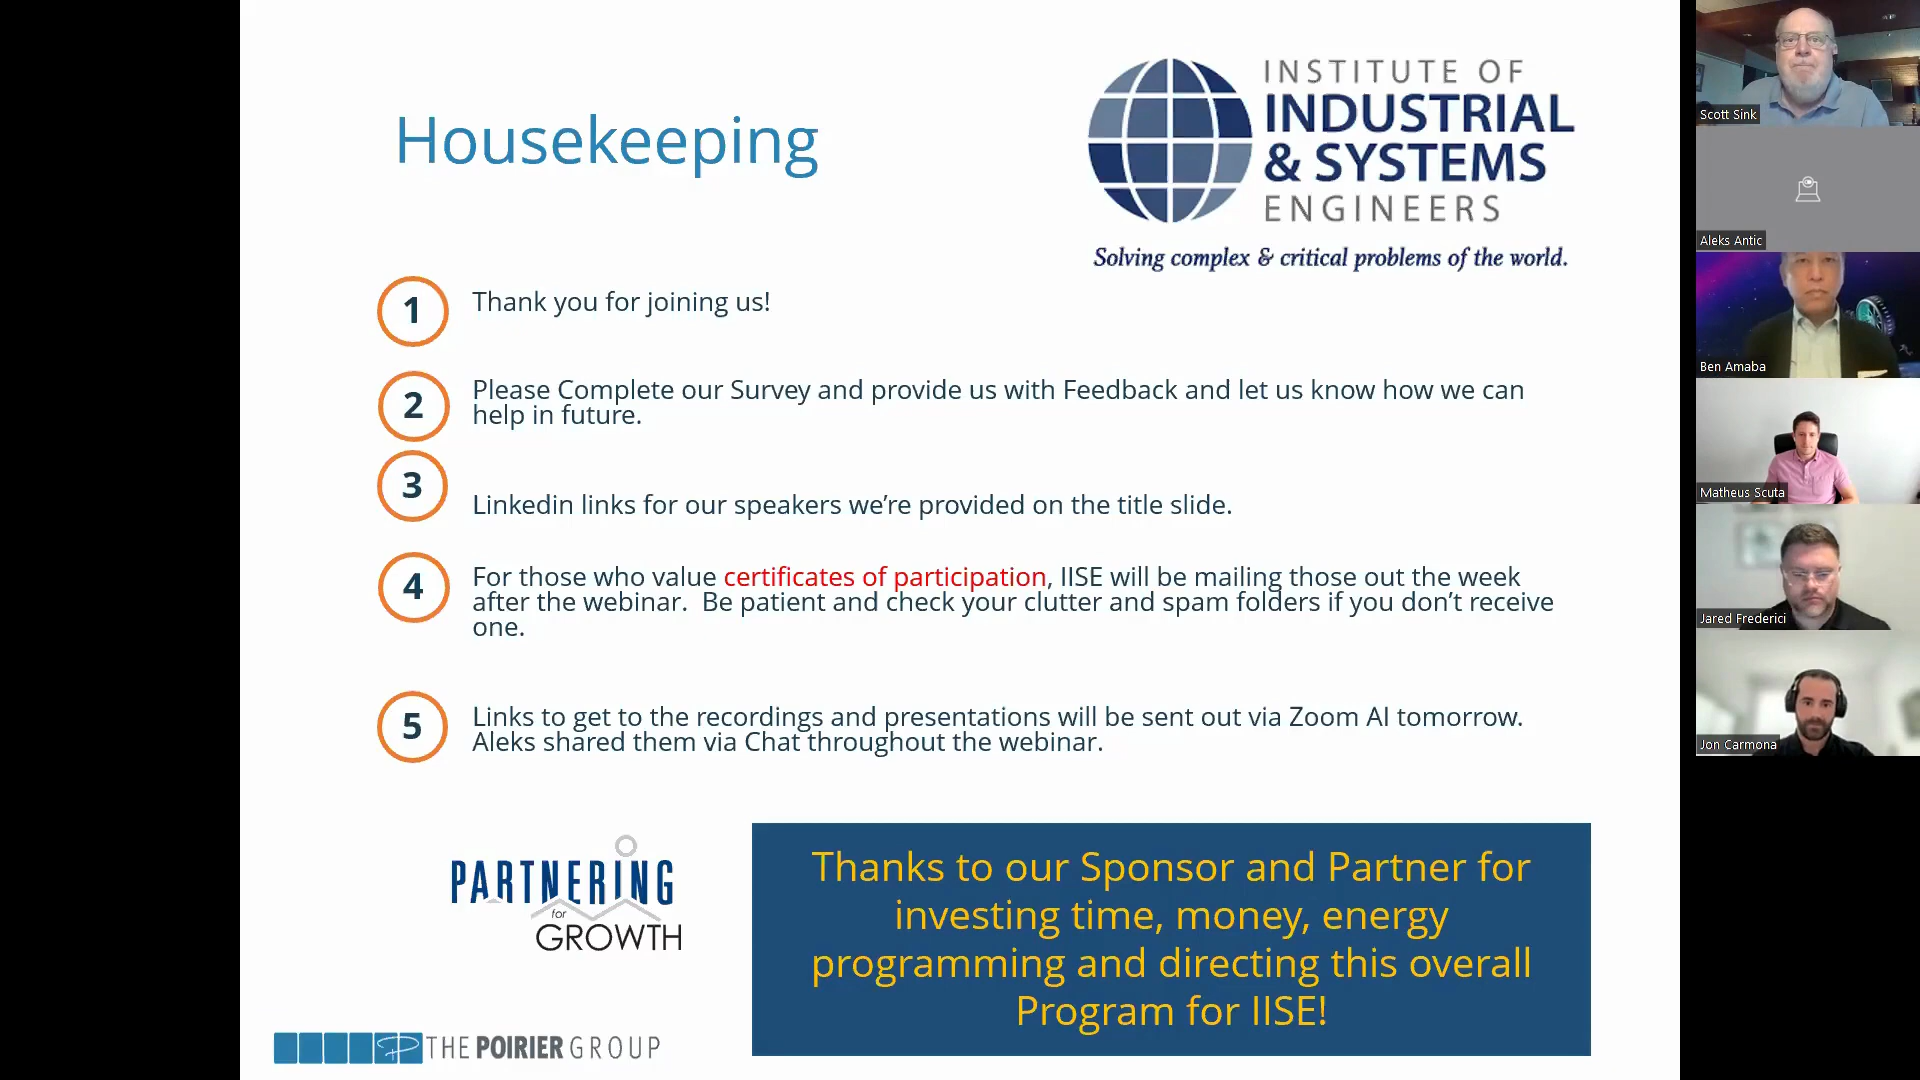 Housekeeping
INSTITUTE OF
INDUSTRIAL
& SYSTEMS
ENGINEERS
Solving complex & critical problems of the world.
1
Thank you for joining us!
2
Please Complete our Survey and provide us with Feedback and let us know how we can
help in future.
3
Linkedin links for our speakers we’re provided on the title slide.
4
For those who value certificates of participation, IISE will be mailing those out the week
after the webinar.  Be patient and check your clutter and spam folders if you don’t receive
one.
5
Links to get to the recordings and presentations will be sent out via Zoom AI tomorrow.
Aleks shared them via Chat throughout the webinar.
PARTNERING
for
GROWTH
THE POIRIER GROUP
Thanks to our Sponsor and Partner for
investing time, money, energy
programming and directing this overall
Program for IISE!
Scott Sink
Aleks Antic
Ben Amaba
Matheus Scuta
Jared Frederici
Jon Carmona